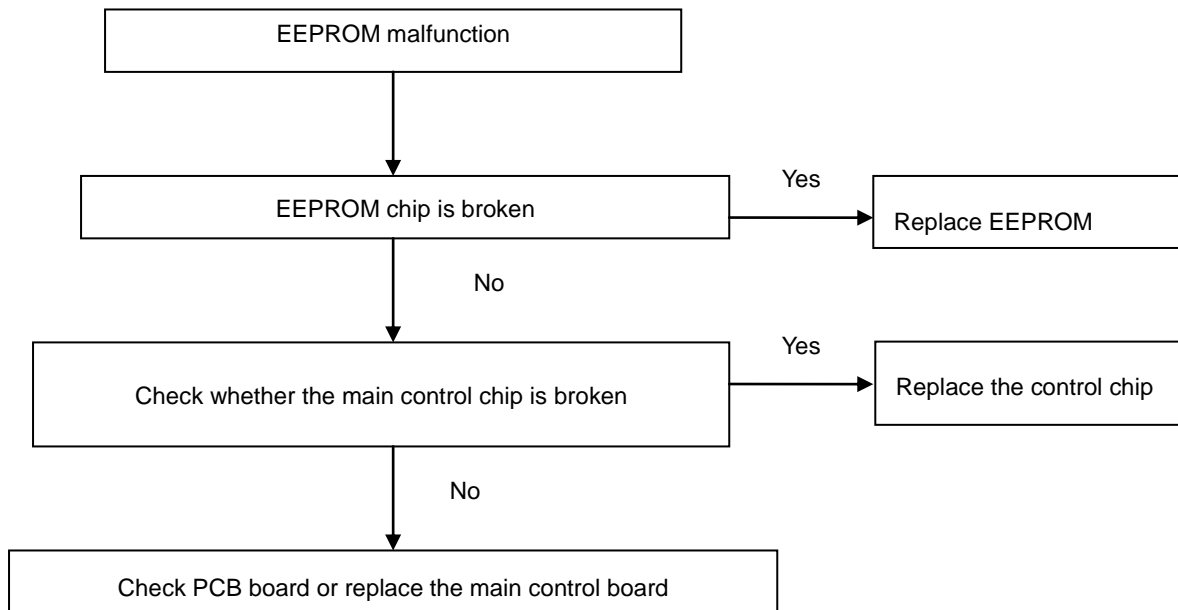 EEPROM malfunction
Yes
EEPROM chip is broken
Replace EEPROM
No
Yes
Check whether the main control chip is broken
Replace the control chip
No
Check PCB board or replace the main control board